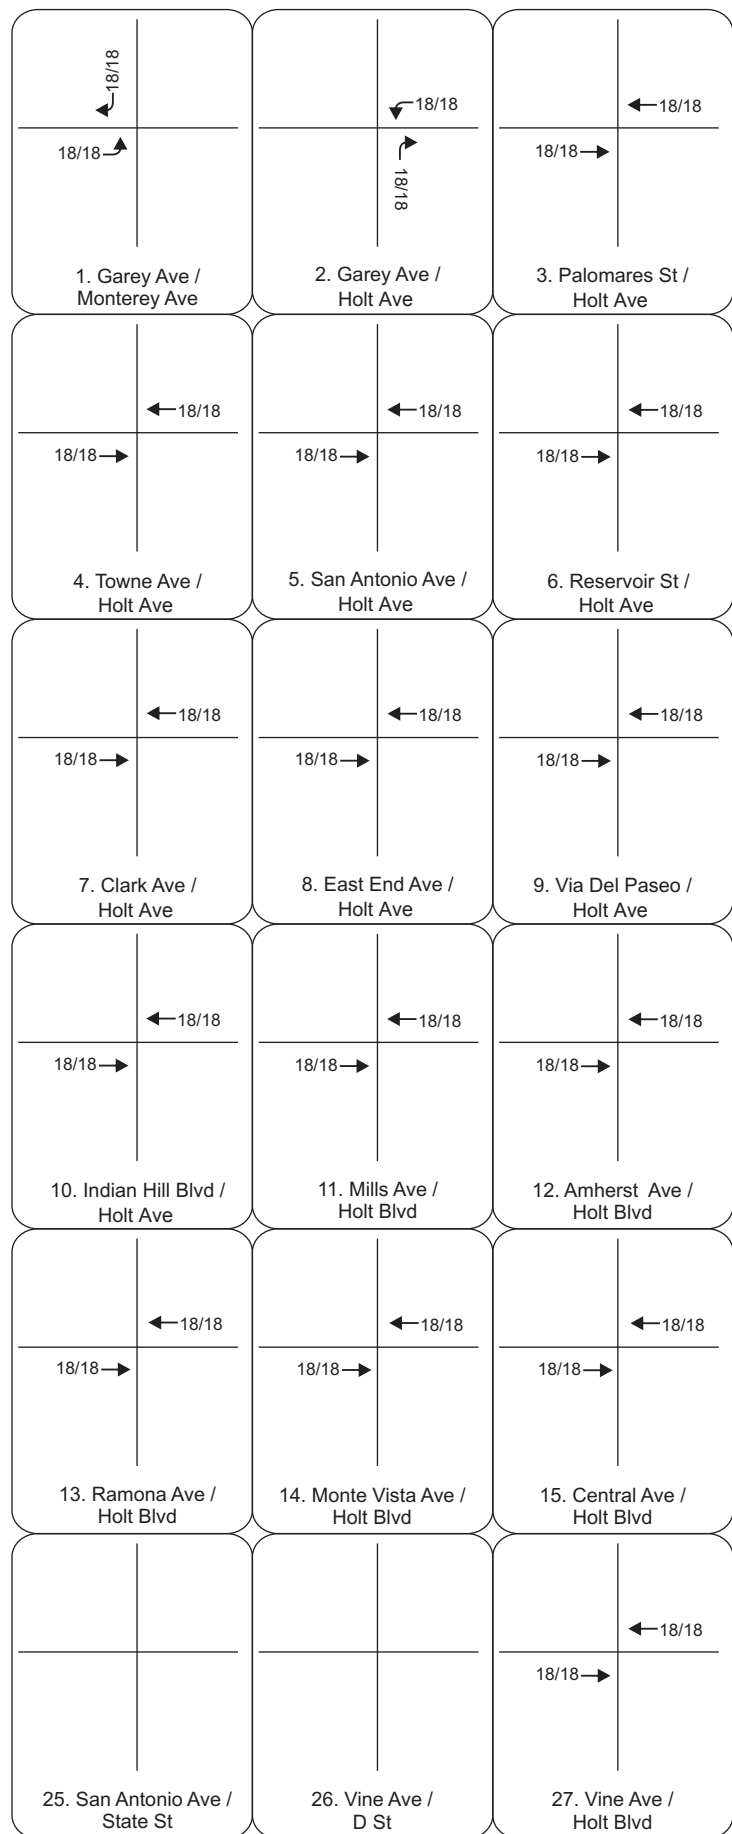 18/18
18/18
1. Garey Ave /
Monterey Ave
18/18
18/18
2. Garey Ave /
Holt Ave
18/18
18/18
3. Palomares St /
Holt Ave
18/18
18/18
4. Towne Ave /
Holt Ave
18/18
18/18
5. San Antonio Ave /
Holt Ave
18/18
18/18
6. Reservoir St /
Holt Ave
18/18
18/18
7. Clark Ave /
Holt Ave
18/18
18/18
8. East End Ave /
Holt Ave
18/18
18/18
9. Via Del Paseo /
Holt Ave
18/18
18/18
10. Indian Hill Blvd /
Holt Ave
18/18
18/18
11. Mills Ave /
Holt Blvd
18/18
18/18
12. Amherst  Ave /
Holt Blvd
18/18
18/18
13. Ramona Ave /
Holt Blvd
18/18
18/18
14. Monte Vista Ave /
Holt Blvd
18/18
18/18
15. Central Ave /
Holt Blvd
25. San Antonio Ave /
State St
26. Vine Ave /
D St
18/18
18/18
27. Vine Ave /
Holt Blvd